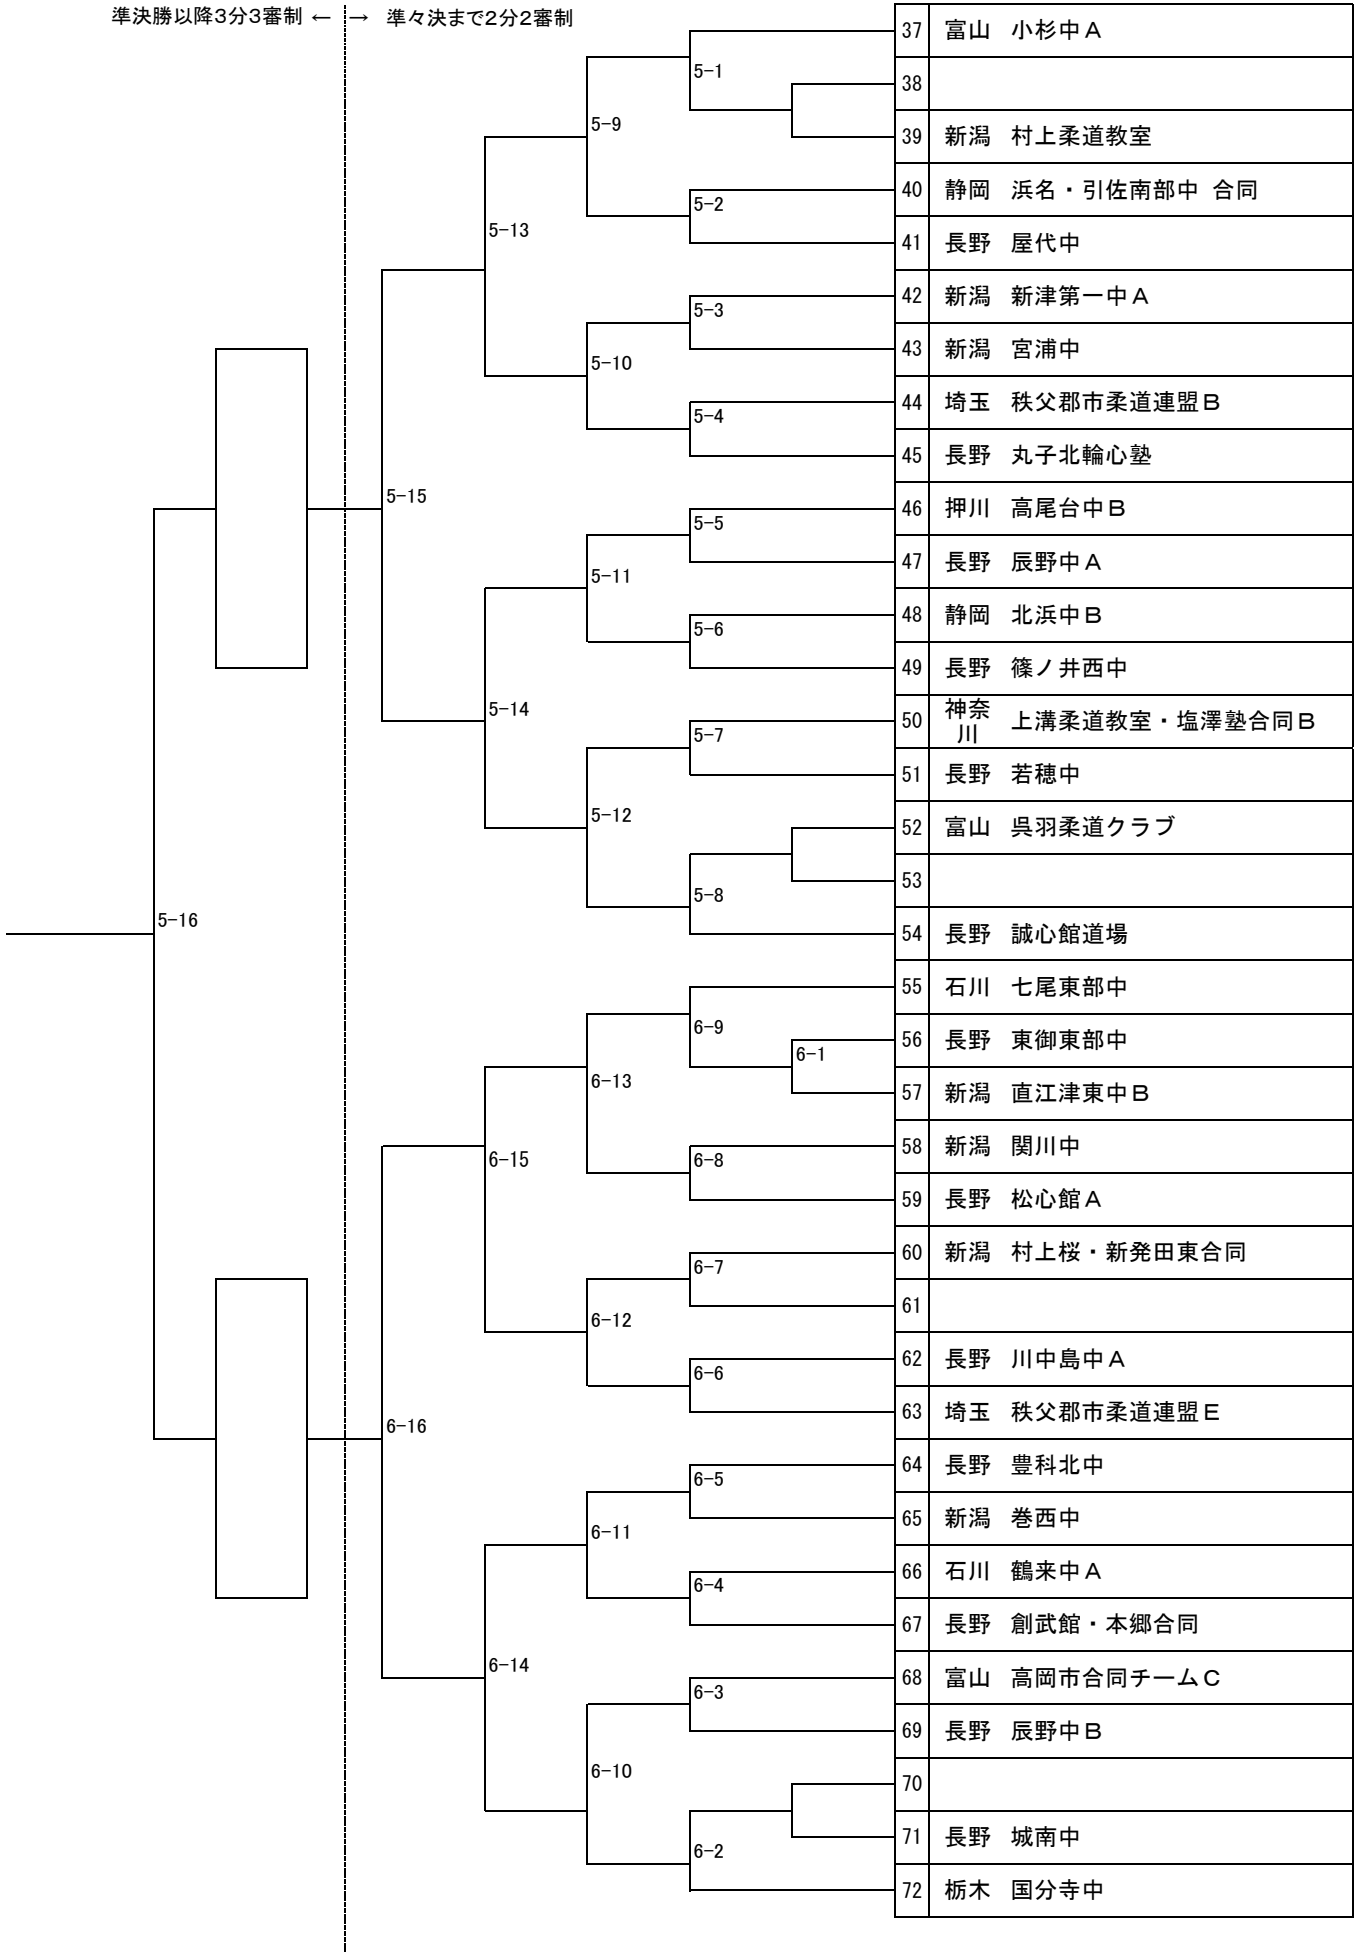 準決勝以降3分3審制 ← → 準々決まで2分2審制
37 富山 小杉中A
5-1
38
5-9
39 新潟 村上柔道教室
40 静岡 浜名・引佐南部中 合同
5-2
5-13
41 長野 屋代中
42 新潟 新津第一中A
5-3
43 新潟 宮浦中
5-10
44 埼玉 秩父郡市柔道連盟B
5-4
45 長野 丸子北輪心塾
5-15
46 押川 高尾台中B
5-5
47 長野 辰野中A
5-11
48 静岡 北浜中B
5-6
49 長野 篠ノ井西中
5-14
50 神奈川 上溝柔道教室・塩澤塾合同B
5-7
51 長野 若穂中
5-12
52 富山 呉羽柔道クラブ
53
5-8
5-16
54 長野 誠心館道場
55 石川 七尾東部中
6-9
56 長野 東御東部中
6-1
6-13
57 新潟 直江津東中B
58 新潟 関川中
6-8
6-15
59 長野 松心館A
60 新潟 村上桜・新発田東合同
6-7
61
6-12
62 長野 川中島中A
6-6
63 埼玉 秩父郡市柔道連盟E
6-16
64 長野 豊科北中
6-5
65 新潟 巻西中
6-11
66 石川 鶴来中A
6-4
67 長野 創武館・本郷合同
6-14
68 富山 高岡市合同チームC
6-3
69 長野 辰野中B
6-10
70
71 長野 城南中
6-2
72 栃木 国分寺中